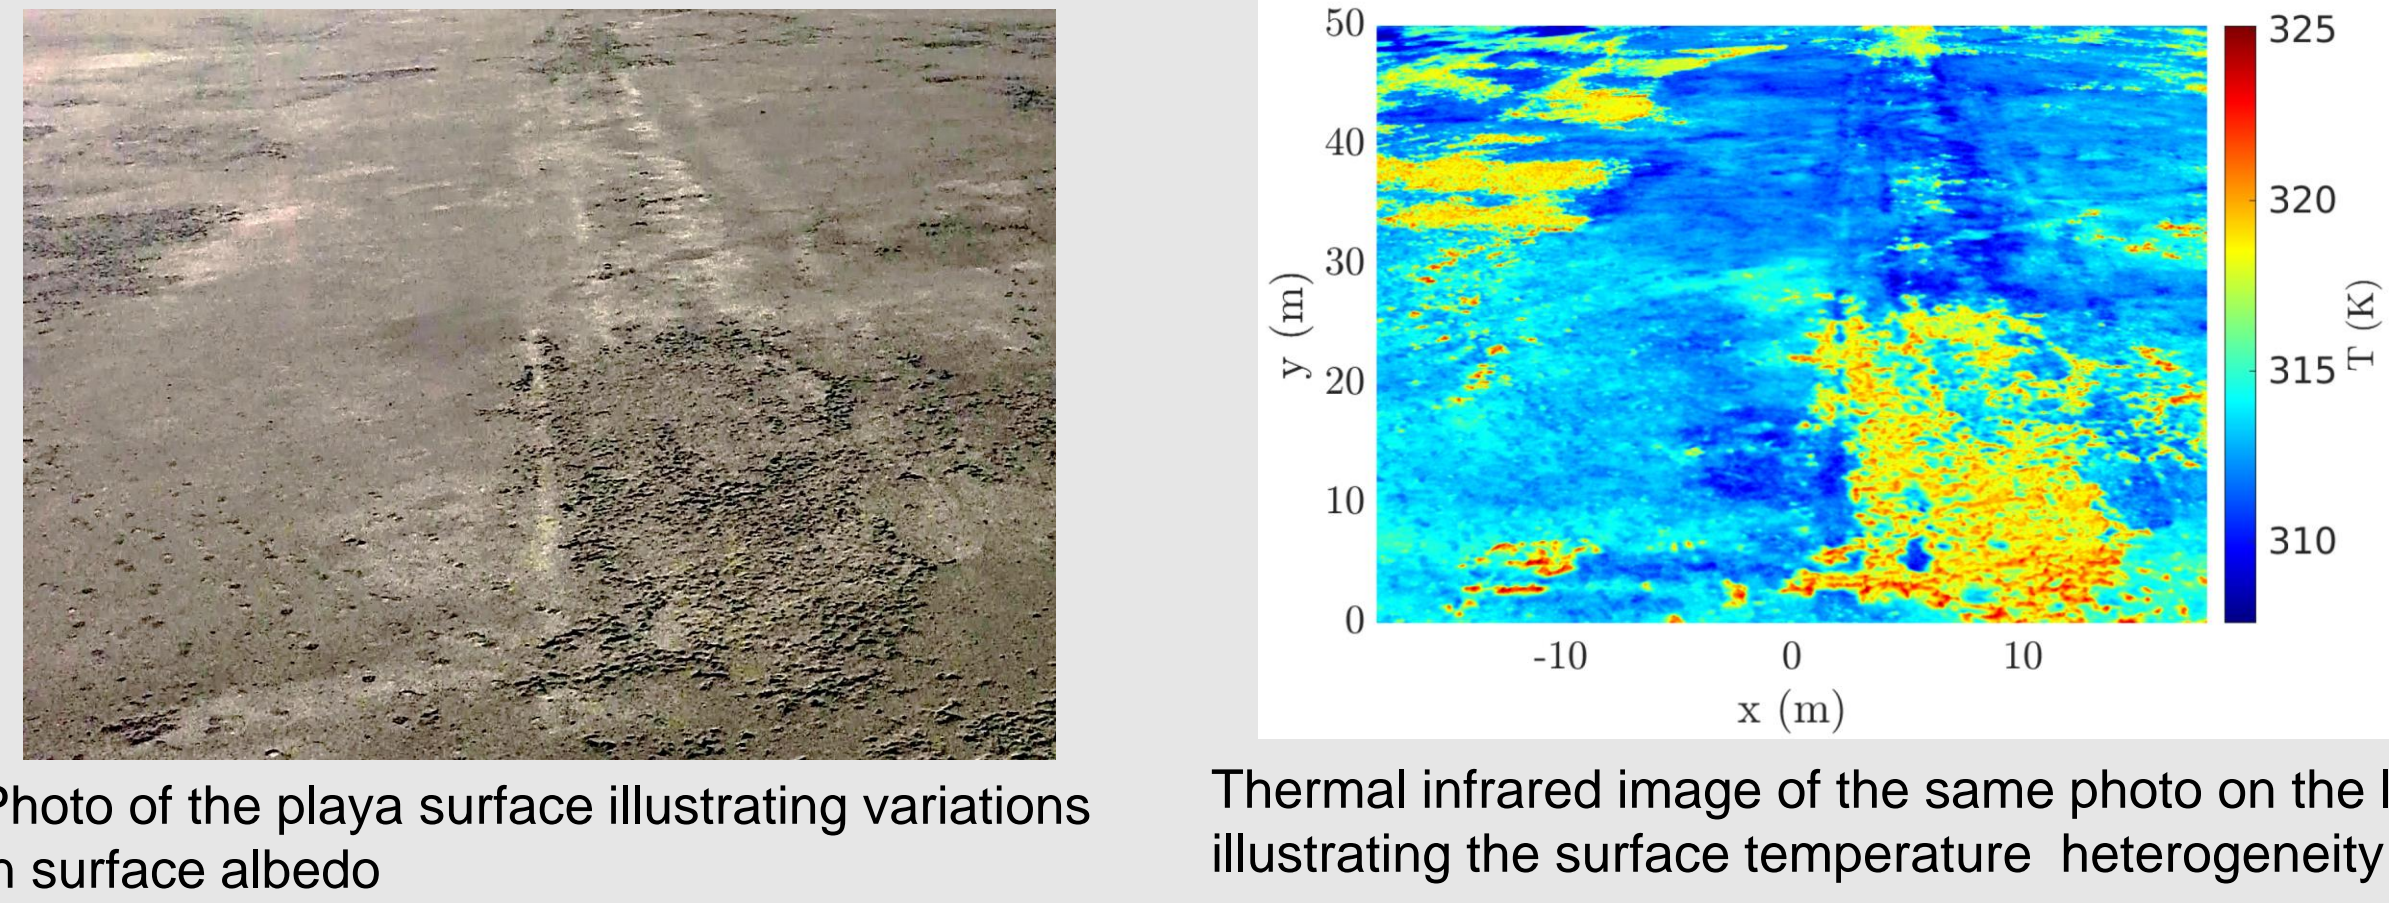 50
40
30
20
10
0
y (m)
-10 0 10
x (m)
325
320
315
310
T (K)
Photo of the playa surface illustrating variations
surface albedo
Thermal infrared image of the same photo on the
illustrating the surface temperature heterogeneity